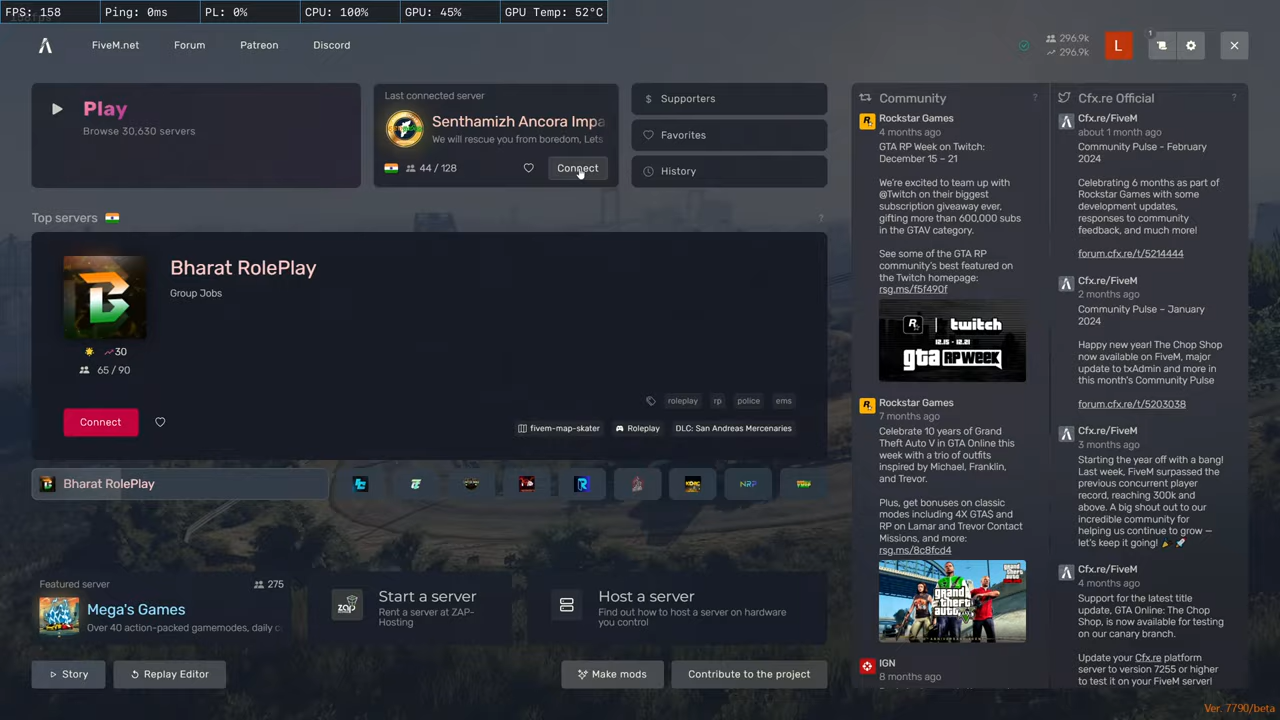 FPS: 158
Ping: 0ms
PL: 0%
CPU: 100%
GPU: 45%
GPU Temp: 52°C
FiveM.net
Forum
Patreon
Discord
296.9k
296.9k
L
1
Play
Browse 30,630 servers
Last connected server
Senthamizh Ancora Impa
We will rescue you from boredom, Lets
44 / 128
Connect
Supporters
Favorites
History
Top servers
?
Bharat RolePlay
Group Jobs
30
65 / 90
Connect
roleplay
rp
police
ems
fivem-map-skater
Roleplay
DLC: San Andreas Mercenaries
Bharat RolePlay
NRP
Featured server
275
Mega's Games
Over 40 action-packed gamemodes, daily c
ZAP
Start a server
Rent a server at ZAP-
Hosting
Host a server
Find out how to host a server on hardware
you control
Story
Replay Editor
Make mods
Contribute to the project
Community
?
Rockstar Games
4 months ago
GTA RP Week on Twitch:
December 15 – 21
We're excited to team up with
@Twitch on their biggest
subscription giveaway ever,
gifting more than 600,000 subs
in the GTAV category.
See some of the GTA RP
community's best featured on
the Twitch homepage:
rsg.ms/f5f490f
R
twitch
12.15 - 12.21
gta RP WEEK
Rockstar Games
7 months ago
Celebrate 10 years of Grand
Theft Auto V in GTA Online this
week with a trio of outfits
inspired by Michael, Franklin,
and Trevor.
Plus, get bonuses on classic
modes including 4X GTA$ and
RP on Lamar and Trevor Contact
Missions, and more:
rsg.ms/8c8fcd4
IGN
8 months ago
Cfx.re Official
?
Cfx.re/FiveM
about 1 month ago
Community Pulse - February
2024
Celebrating 6 months as part of
Rockstar Games with some
development updates,
responses to community
feedback, and much more!
forum.cfx.re/t/5214444
Cfx.re/FiveM
2 months ago
Community Pulse – January
2024
Happy new year! The Chop Shop
now available on FiveM, major
update to txAdmin and more in
this month's Community Pulse
forum.cfx.re/t/5203038
Cfx.re/FiveM
3 months ago
Starting the year off with a bang!
Last week, FiveM surpassed the
previous concurrent player
record, reaching 300k and
above. A big shout out to our
incredible community for
helping us continue to grow —
let's keep it going!
Cfx.re/FiveM
4 months ago
Support for the latest title
update, GTA Online: The Chop
Shop, is now available for testing
on our canary branch.
Update your Cfx.re platform
server to version 7255 or higher
to test it on your FiveM server!
Ver. 7790/beta